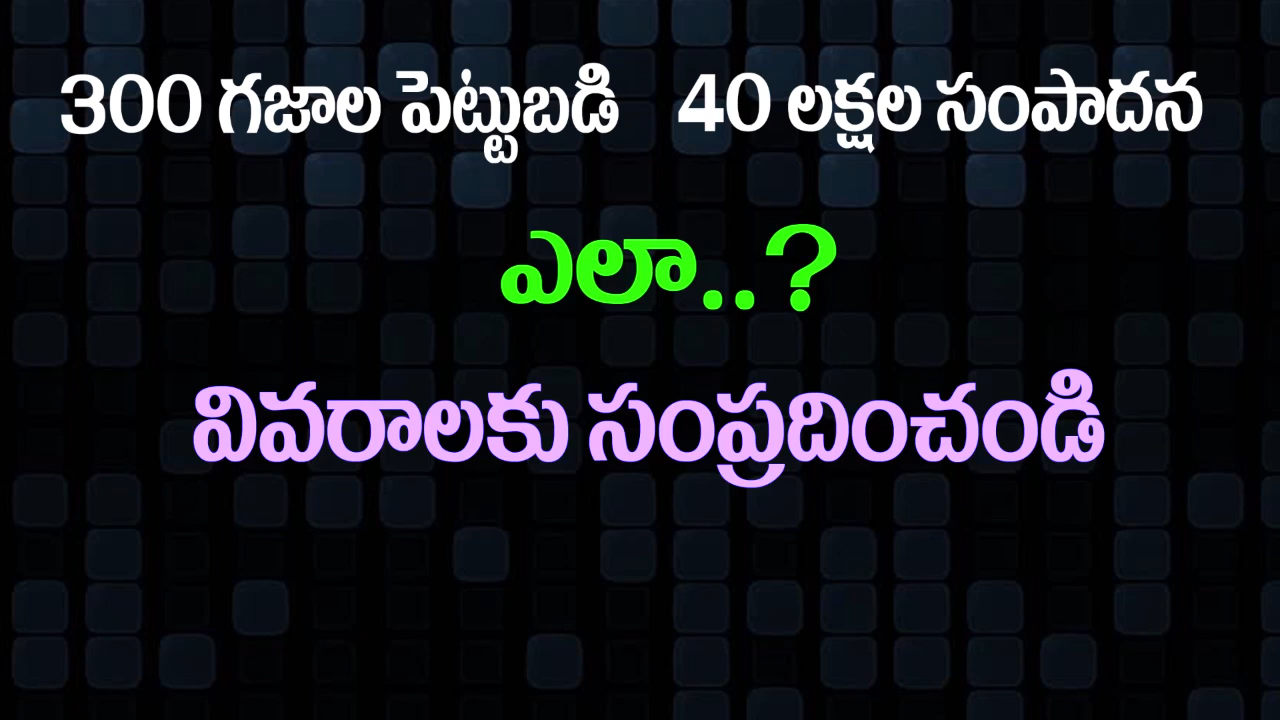 300 గజాల పెట్టుబడి 40 లక్షల సంపాదన
ఎలా..?
వివరాలకు సంప్రదించండి